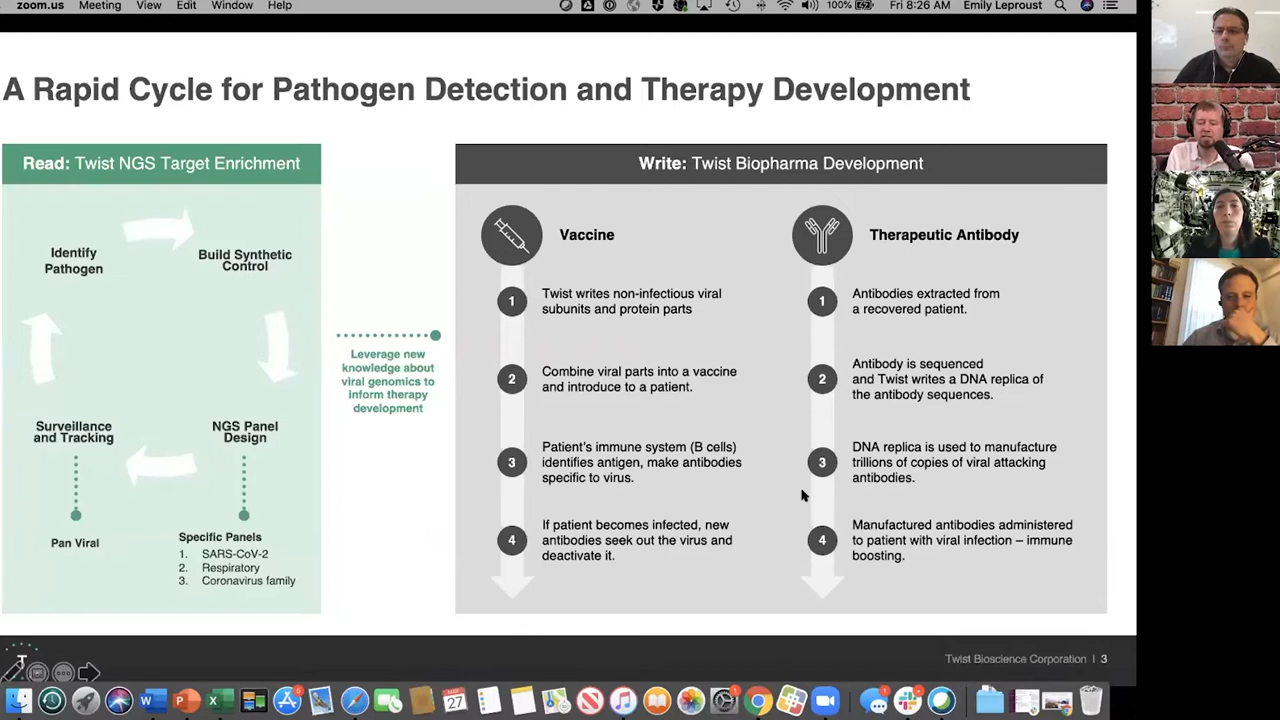 zoom.us Meeting View Edit Window Help 100% Fri 8:26 AM Emily Leproust
A Rapid Cycle for Pathogen Detection and Therapy Development
Read: Twist NGS Target Enrichment
Identify
Pathogen
Build Synthetic
Control
Surveillance
and Tracking
NGS Panel
Design
Pan Viral
Specific Panels
1. SARS-CoV-2
2. Respiratory
3. Coronavirus family
Leverage new
knowledge about
viral genomics to
inform therapy
development
Write: Twist Biopharma Development
Vaccine
1 Twist writes non-infectious viral
subunits and protein parts
2 Combine viral parts into a vaccine
and introduce to a patient.
3 Patient's immune system (B cells)
identifies antigen, make antibodies
specific to virus.
4 If patient becomes infected, new
antibodies seek out the virus and
deactivate it.
Therapeutic Antibody
1 Antibodies extracted from
a recovered patient.
2 Antibody is sequenced
and Twist writes a DNA replica of
the antibody sequences.
3 DNA replica is used to manufacture
trillions of copies of viral attacking
antibodies.
4 Manufactured antibodies administered
to patient with viral infection – immune
boosting.
Twist Bioscience Corporation | 3
MAR
27